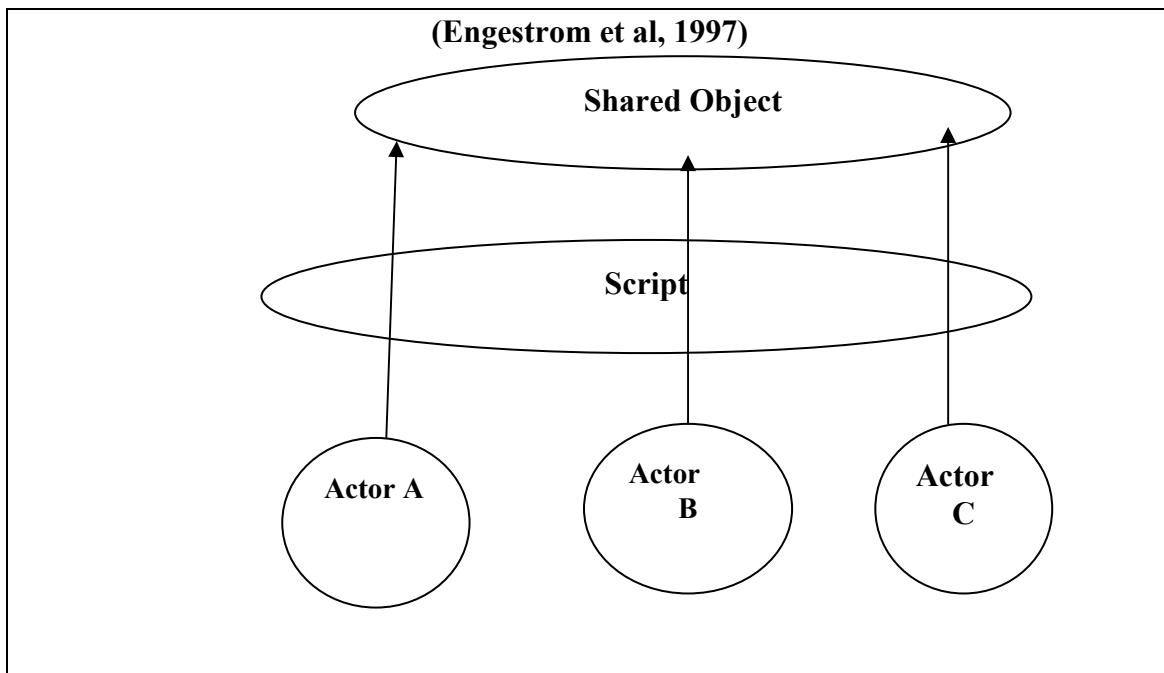 (Engestrom et al, 1997)
Shared Object
Script
Actor A
Actor
B
Actor
C